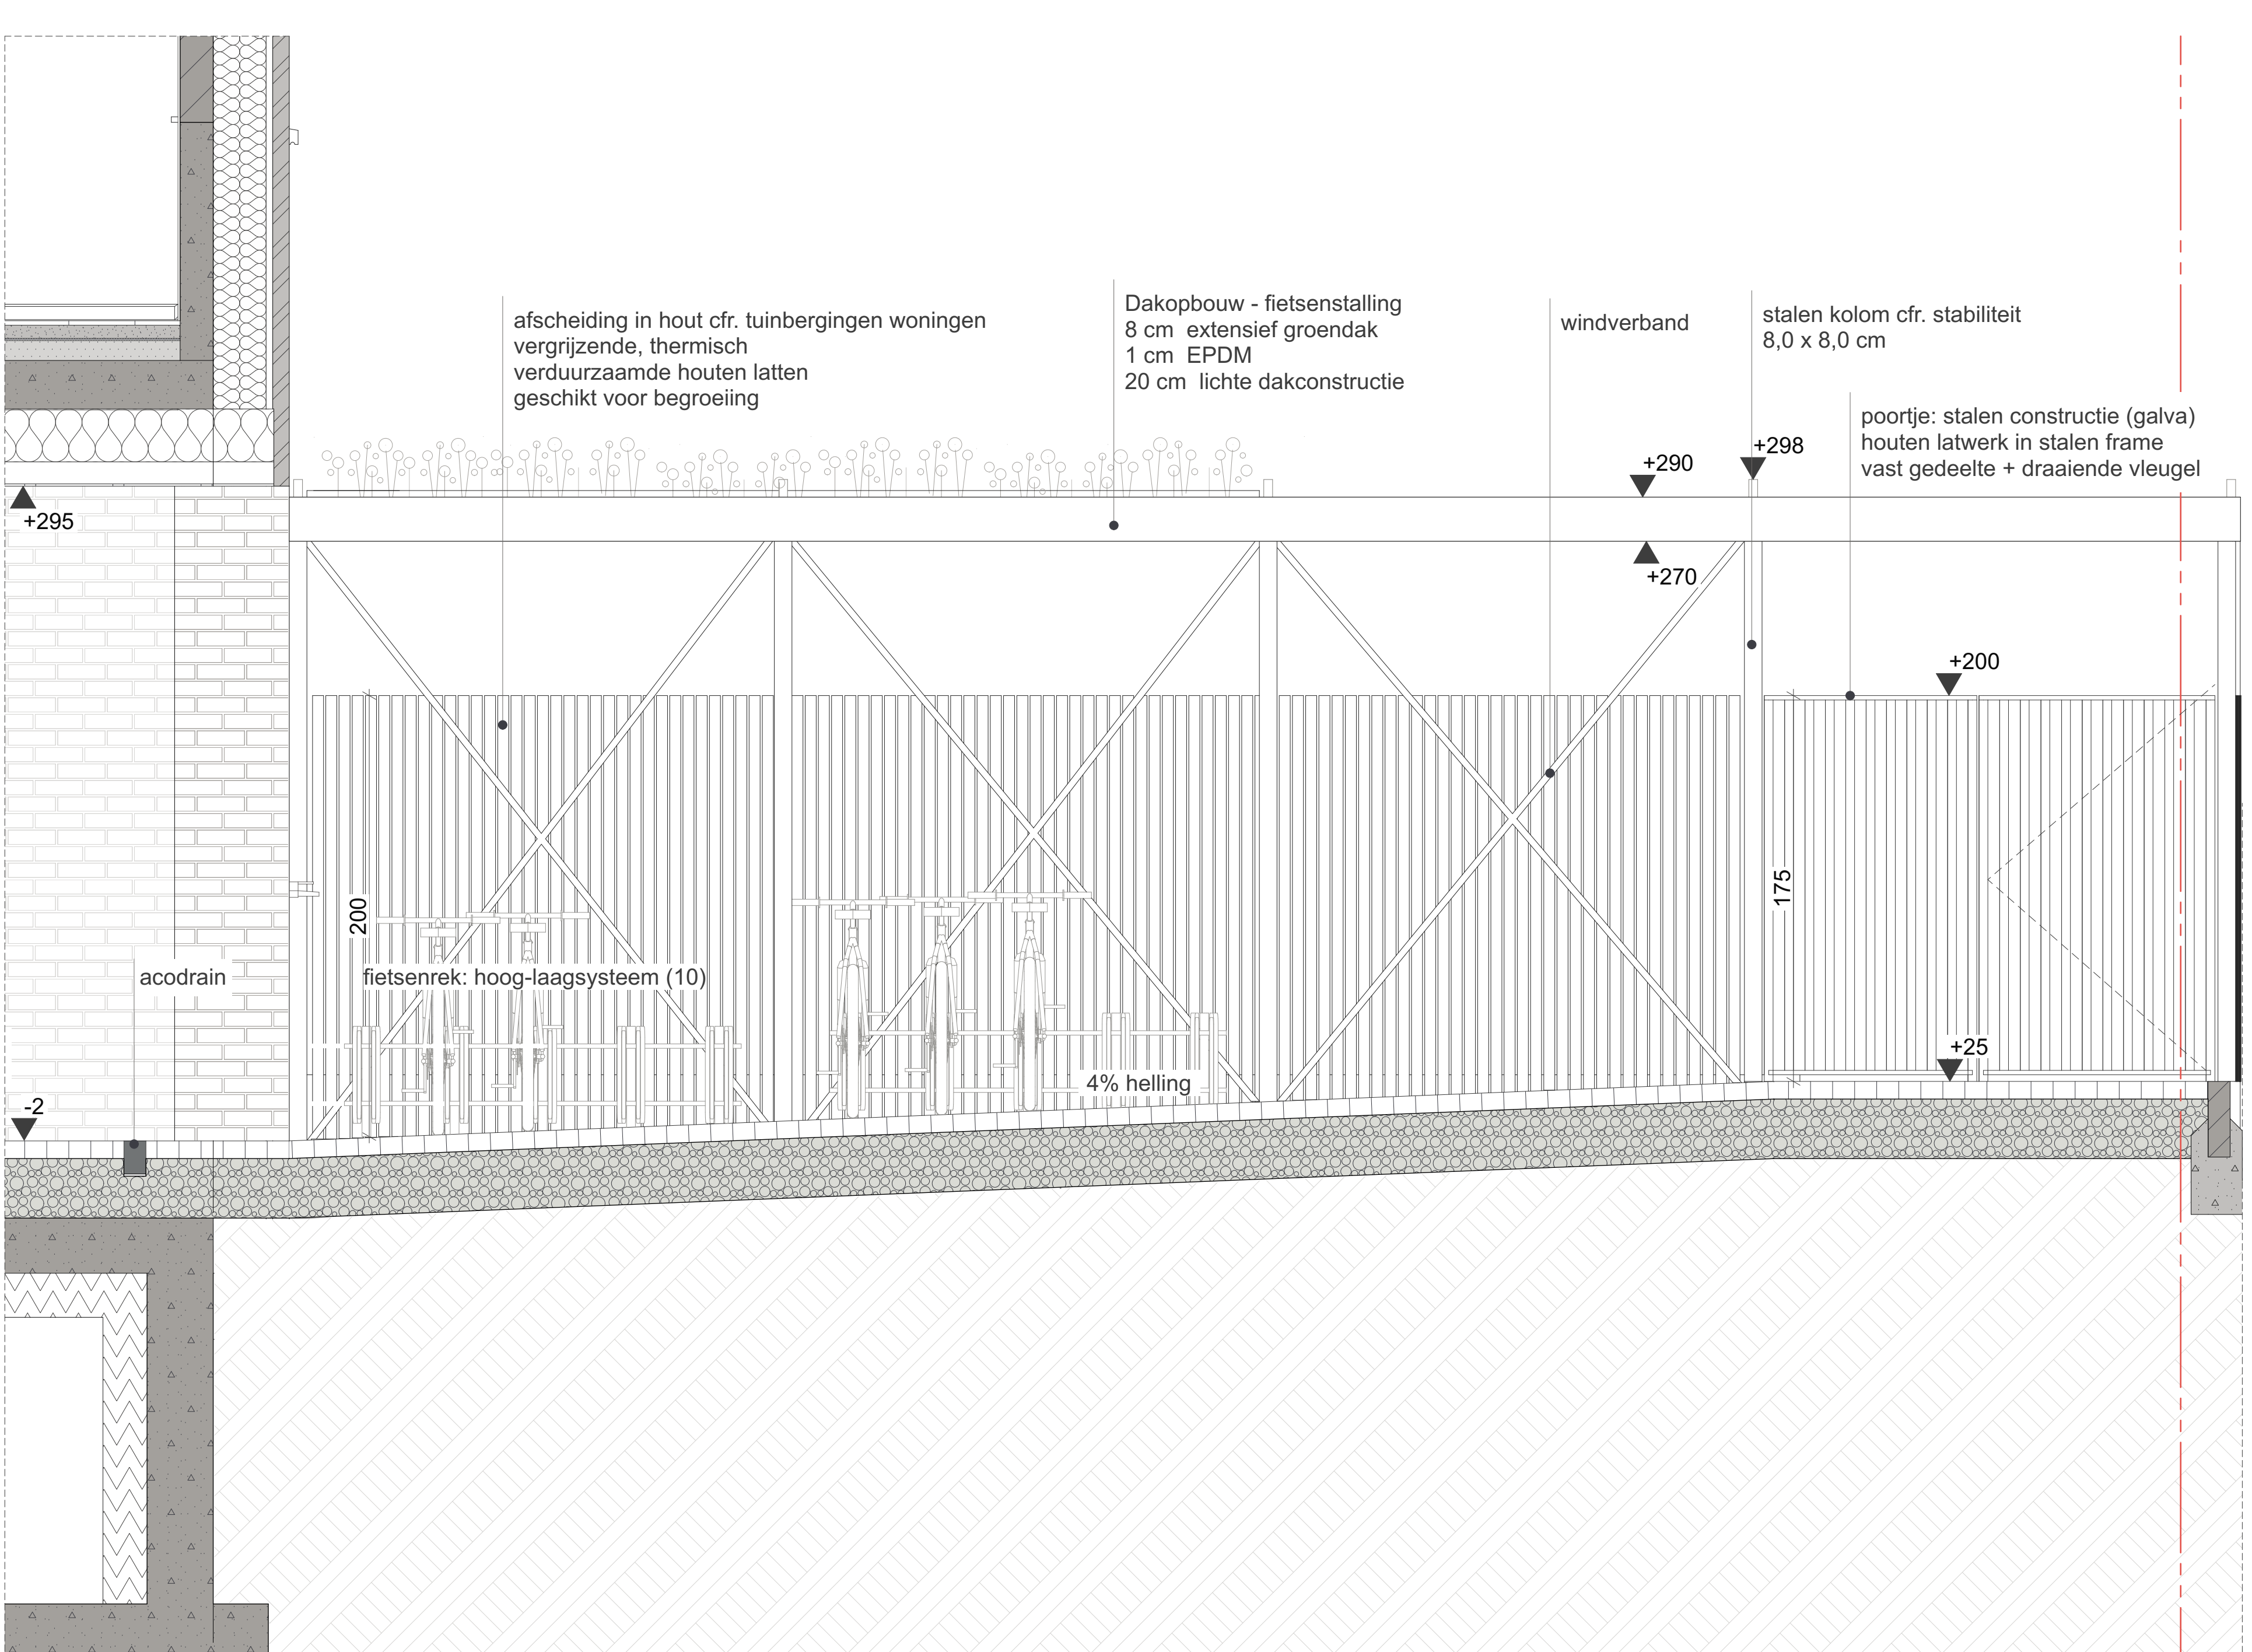 afscheiding in hout cfr. tuinbergingen woningen
vergrijzende, thermisch
verduurzaamde houten latten
geschikt voor begroeiing
Dakopbouw - fietsenstalling
8 cm extensief groendak
1 cm EPDM
20 cm lichte dakconstructie
windverband
stalen kolom cfr. stabiliteit
8,0 x 8,0 cm
poortje: stalen constructie (galva)
houten latwerk in stalen frame
vast gedeelte + draaiende vleugel
+298
+290
+295
+270
+200
175
200
acodrain
fietsenrek: hoog-laagsysteem (10)
+25
4% helling
-2